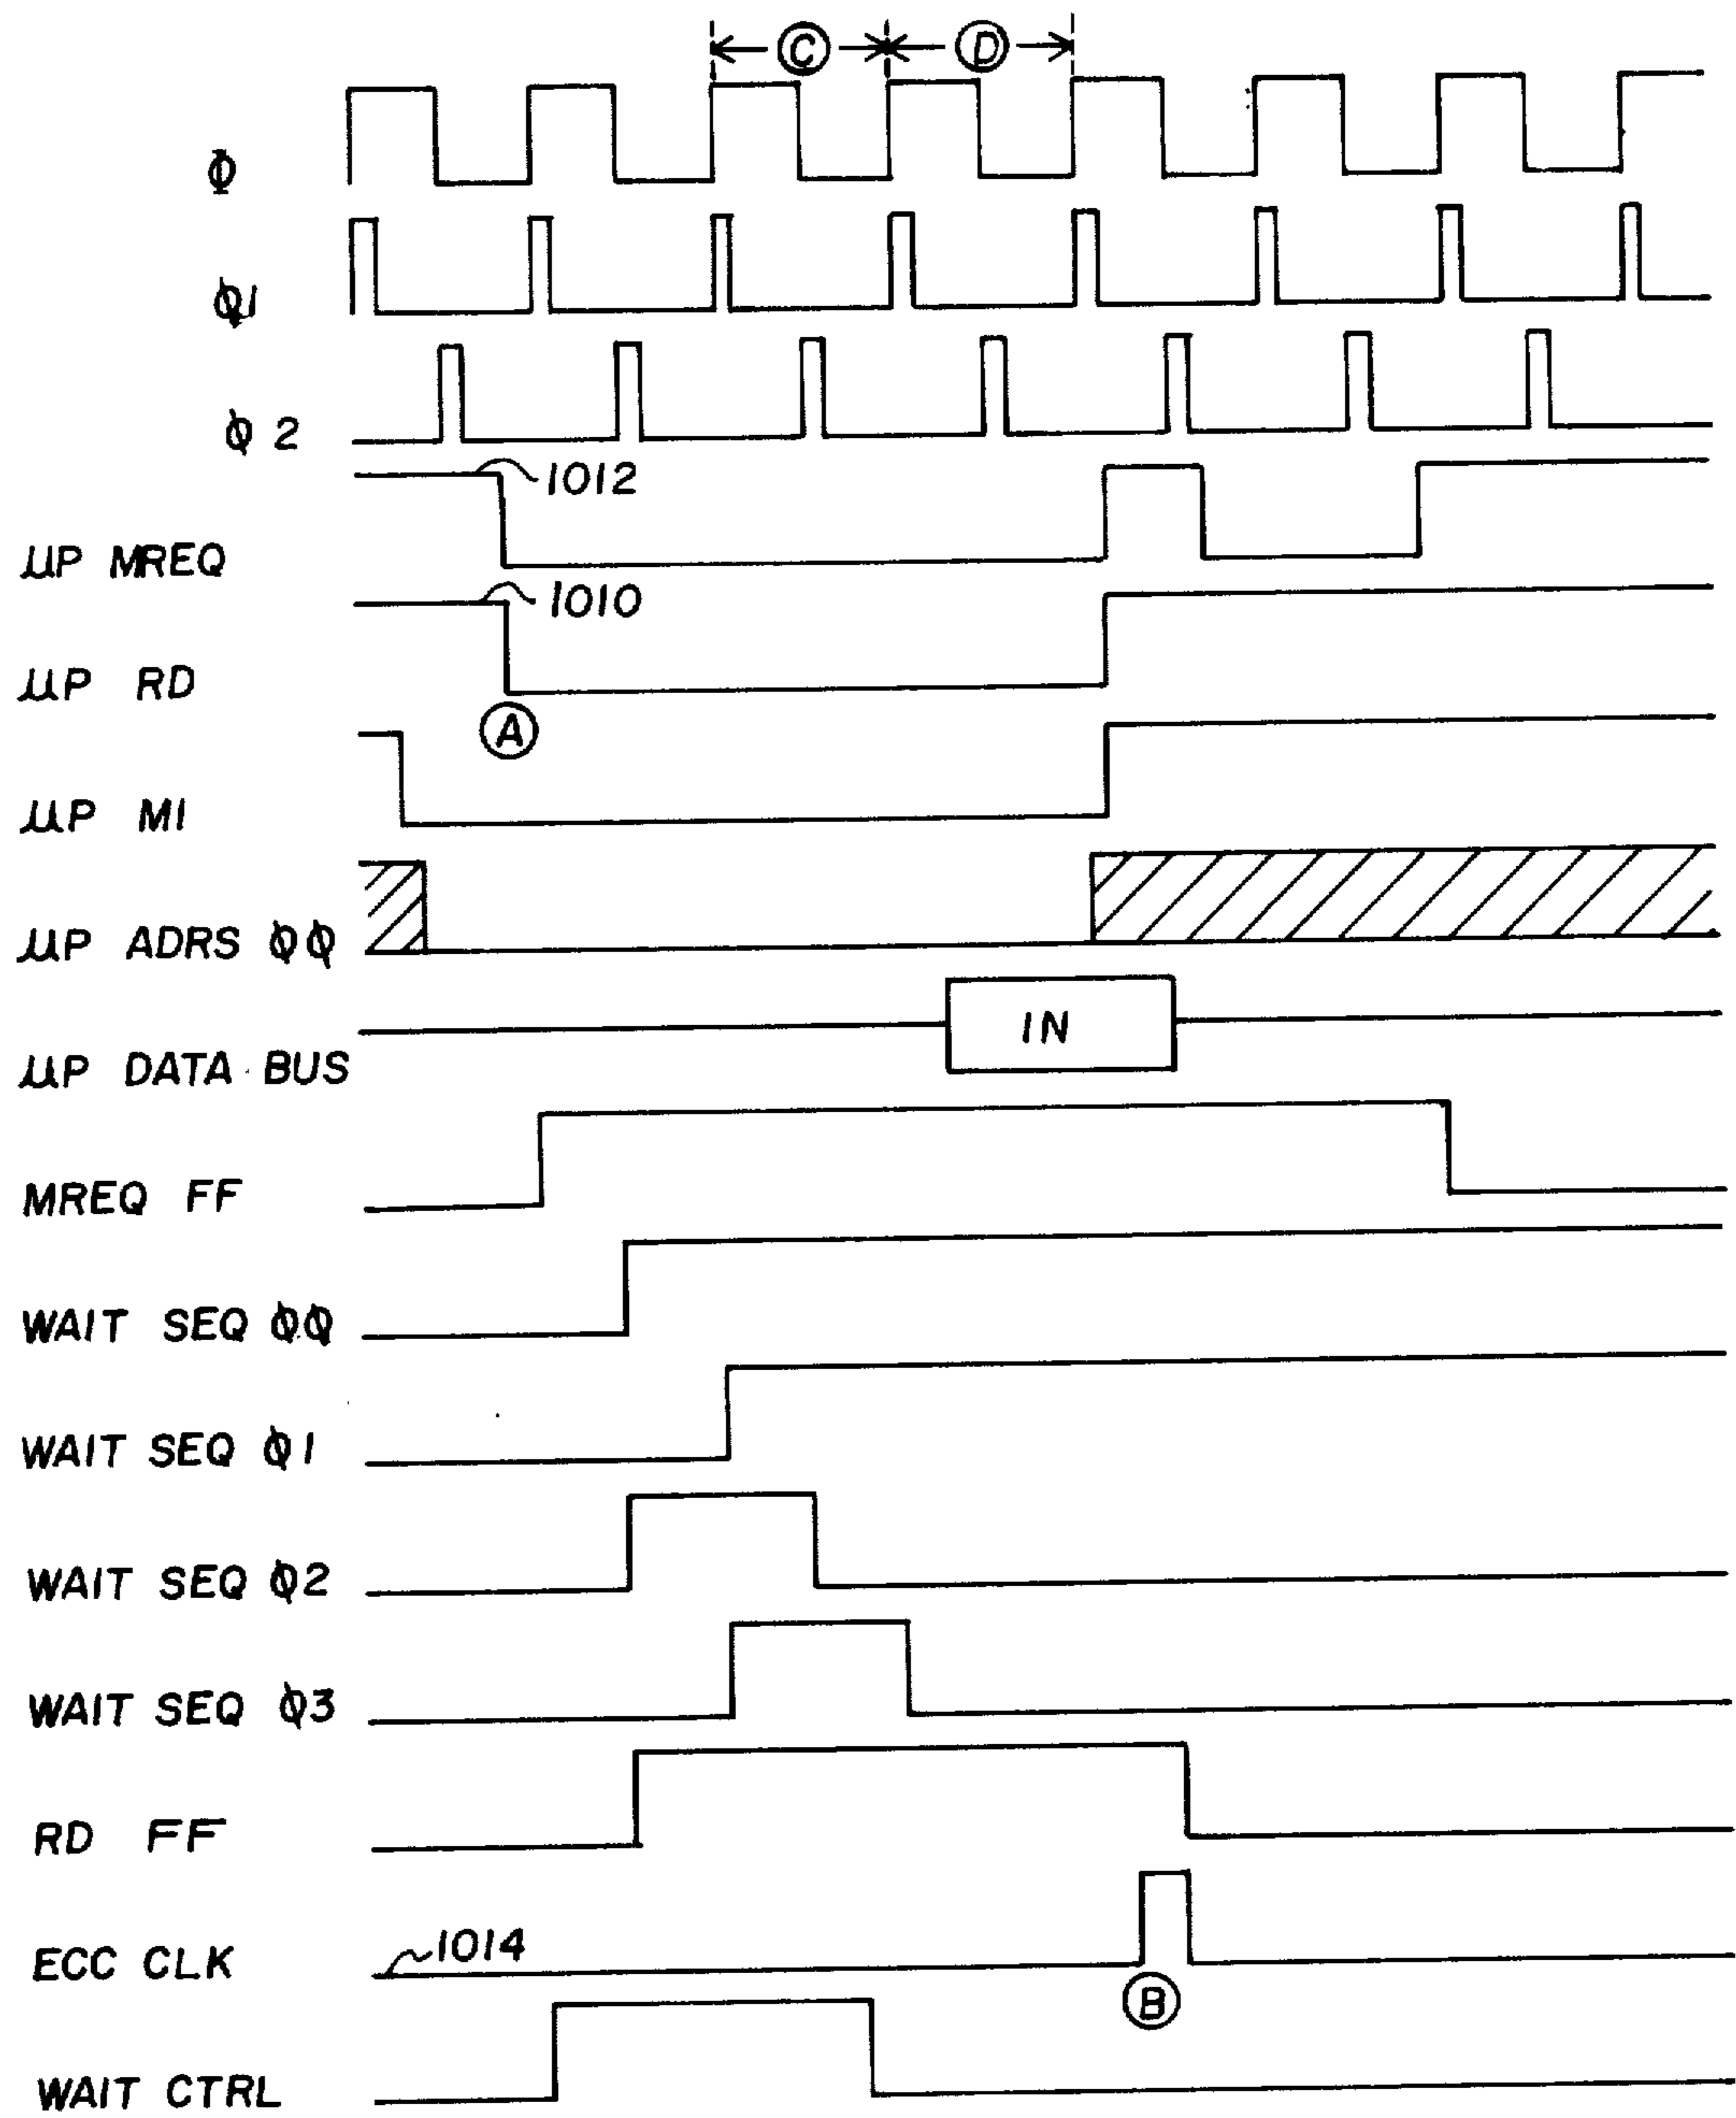 C D
Φ
ϕ1
ϕ 2
1012
μP MREQ
1010
μP RD
A
μP M1
μP ADRS ϕϕ
IN
μP DATA BUS
MREQ FF
WAIT SEQ ϕϕ
WAIT SEQ ϕ1
WAIT SEQ ϕ2
WAIT SEQ ϕ3
RD FF
1014
ECC CLK
B
WAIT CTRL